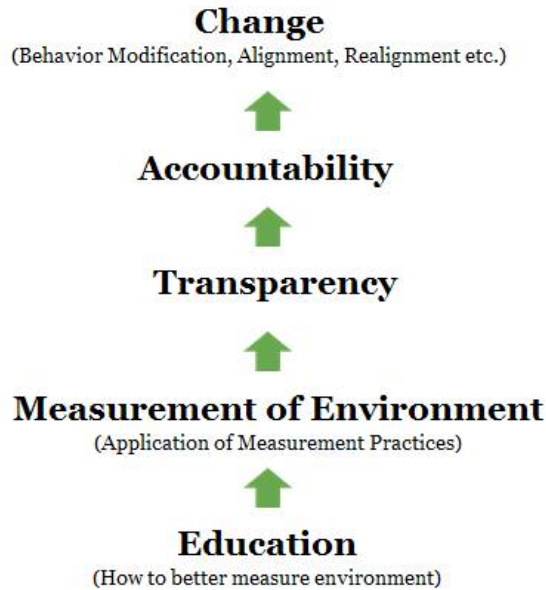 Change
(Behavior Modification, Alignment, Realignment etc.)
Accountability
Transparency
Measurement of Environment
(Application of Measurement Practices)
Education
(How to better measure environment)